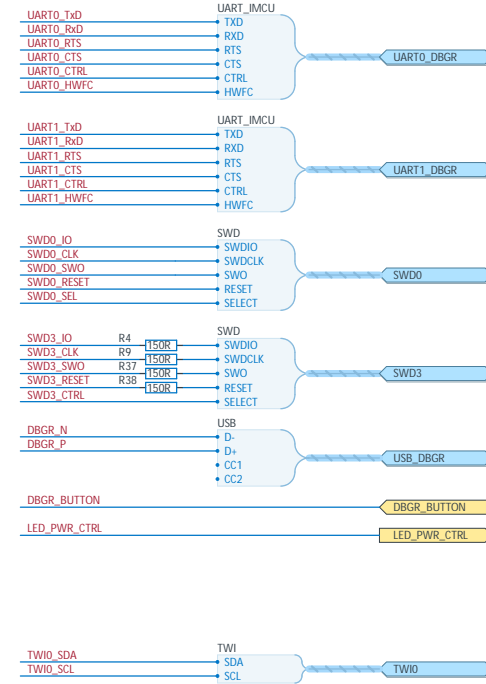 UART_IMCU
UART0_TxD TXD
UART0_RxD RXD
UART0_RTS RTS
UART0_CTS CTS
UART0_CTRL CTRL
UART0_HWFC HWFC
UART0_DBGR
UART_IMCU
UART1_TxD TXD
UART1_RxD RXD
UART1_RTS RTS
UART1_CTS CTS
UART1_CTRL CTRL
UART1_HWFC HWFC
UART1_DBGR
SWD
SWD0_IO SWDIO
SWD0_CLK SWDCLK
SWD0_SWO SWO
SWD0_RESET RESET
SWD0_SEL SELECT
SWD0
SWD
SWD3_IO R4 150R SWDIO
SWD3_CLK R9 150R SWDCLK
SWD3_SWO R37 150R SWO
SWD3_RESET R38 150R RESET
SWD3_CTRL SELECT
SWD3
USB
DBGR_N D-
DBGR_P D+
CC1
CC2
USB_DBGR
DBGR_BUTTON DBGR_BUTTON
LED_PWR_CTRL LED_PWR_CTRL
TWI
TWI0_SDA SDA
TWI0_SCL SCL
TWI0